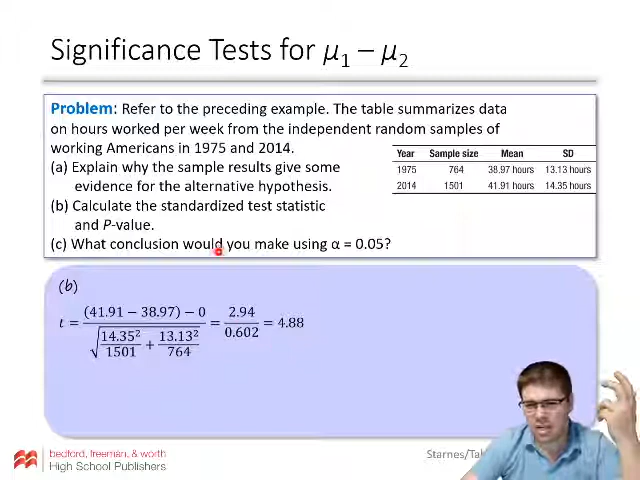 Significance Tests for μ₁ – μ₂
Problem: Refer to the preceding example. The table summarizes data
on hours worked per week from the independent random samples of
working Americans in 1975 and 2014.
(a) Explain why the sample results give some
evidence for the alternative hypothesis.
(b) Calculate the standardized test statistic
and P-value.
(c) What conclusion would you make using α = 0.05?
Year Sample size Mean SD
1975 764 38.97 hours 13.13 hours
2014 1501 41.91 hours 14.35 hours
(b)
t = (41.91 − 38.97) − 0 / √(14.35²/1501 + 13.13²/764) = 2.94/0.602 = 4.88
bedford, freeman, & worth
High School Publishers